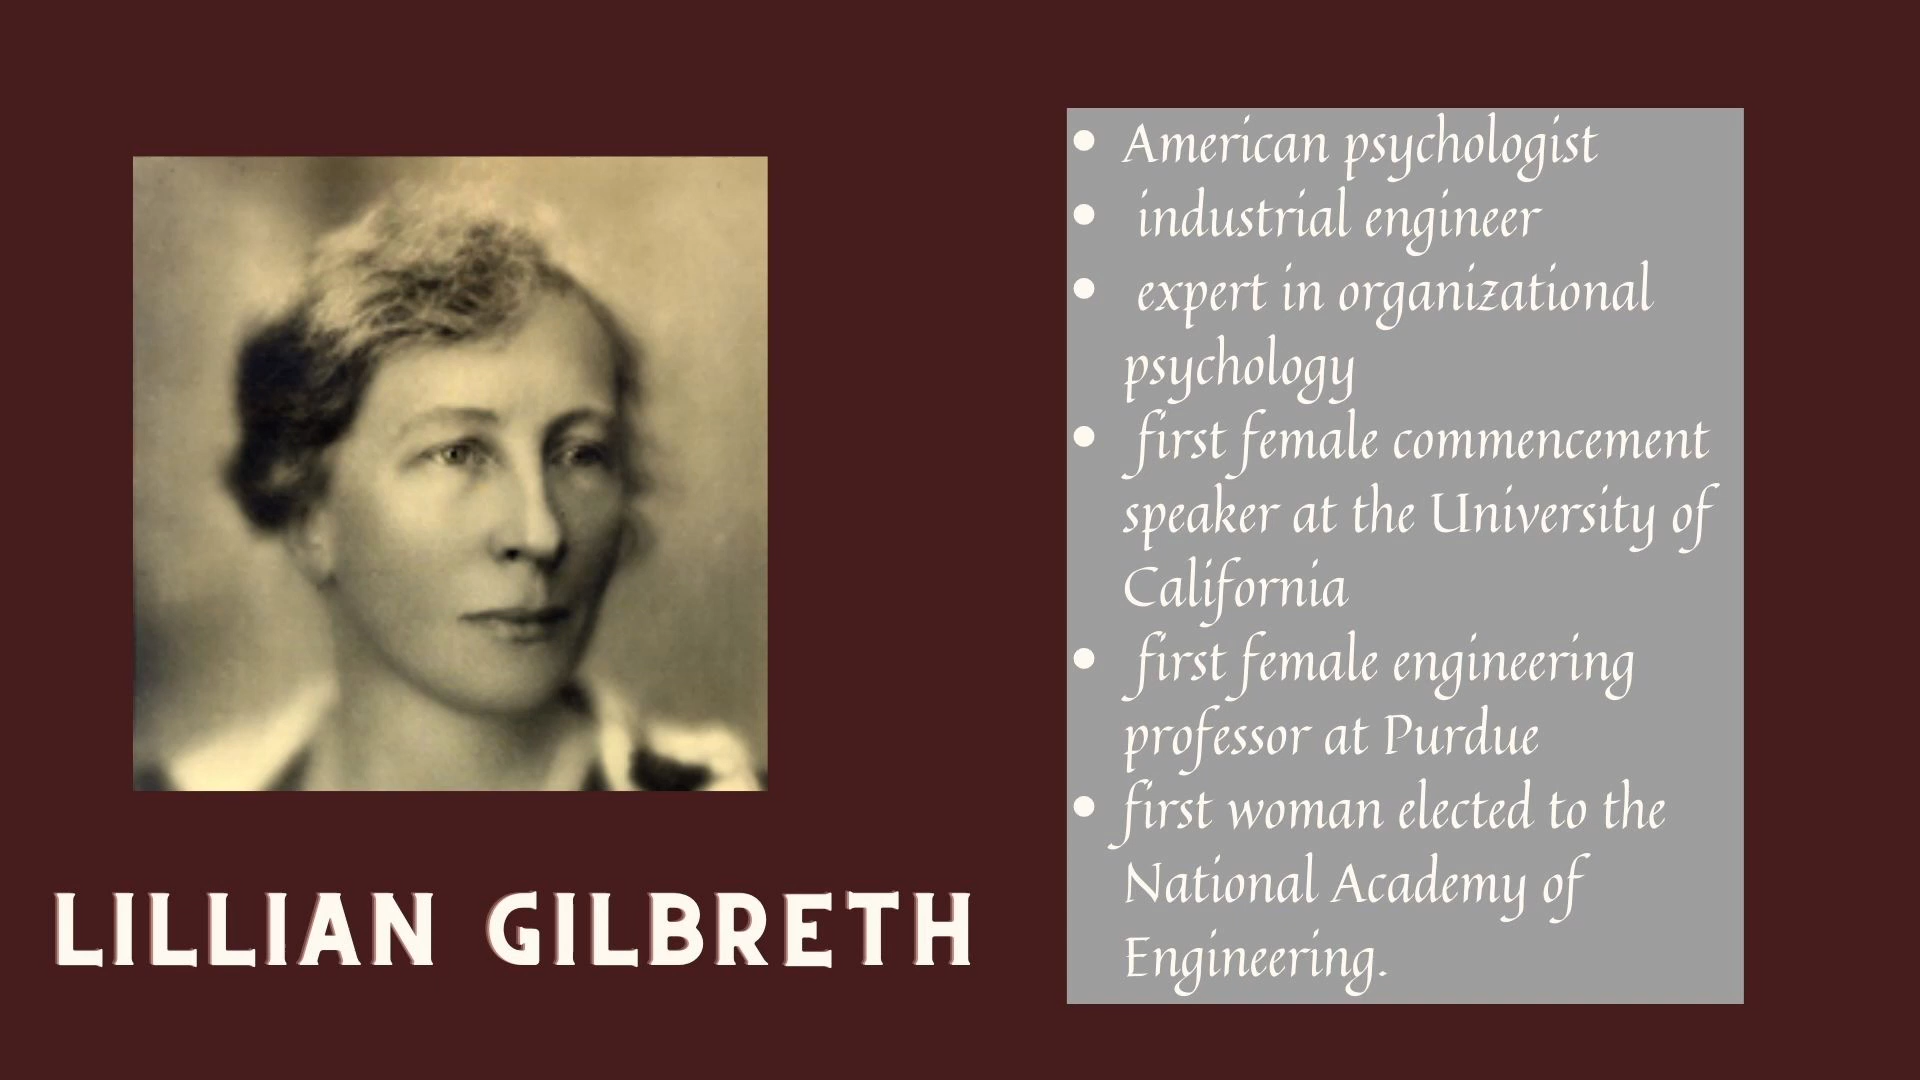 LILLIAN GILBRETH
• American psychologist
• industrial engineer
• expert in organizational
psychology
• first female commencement
speaker at the University of
California
• first female engineering
professor at Purdue
• first woman elected to the
National Academy of
Engineering.